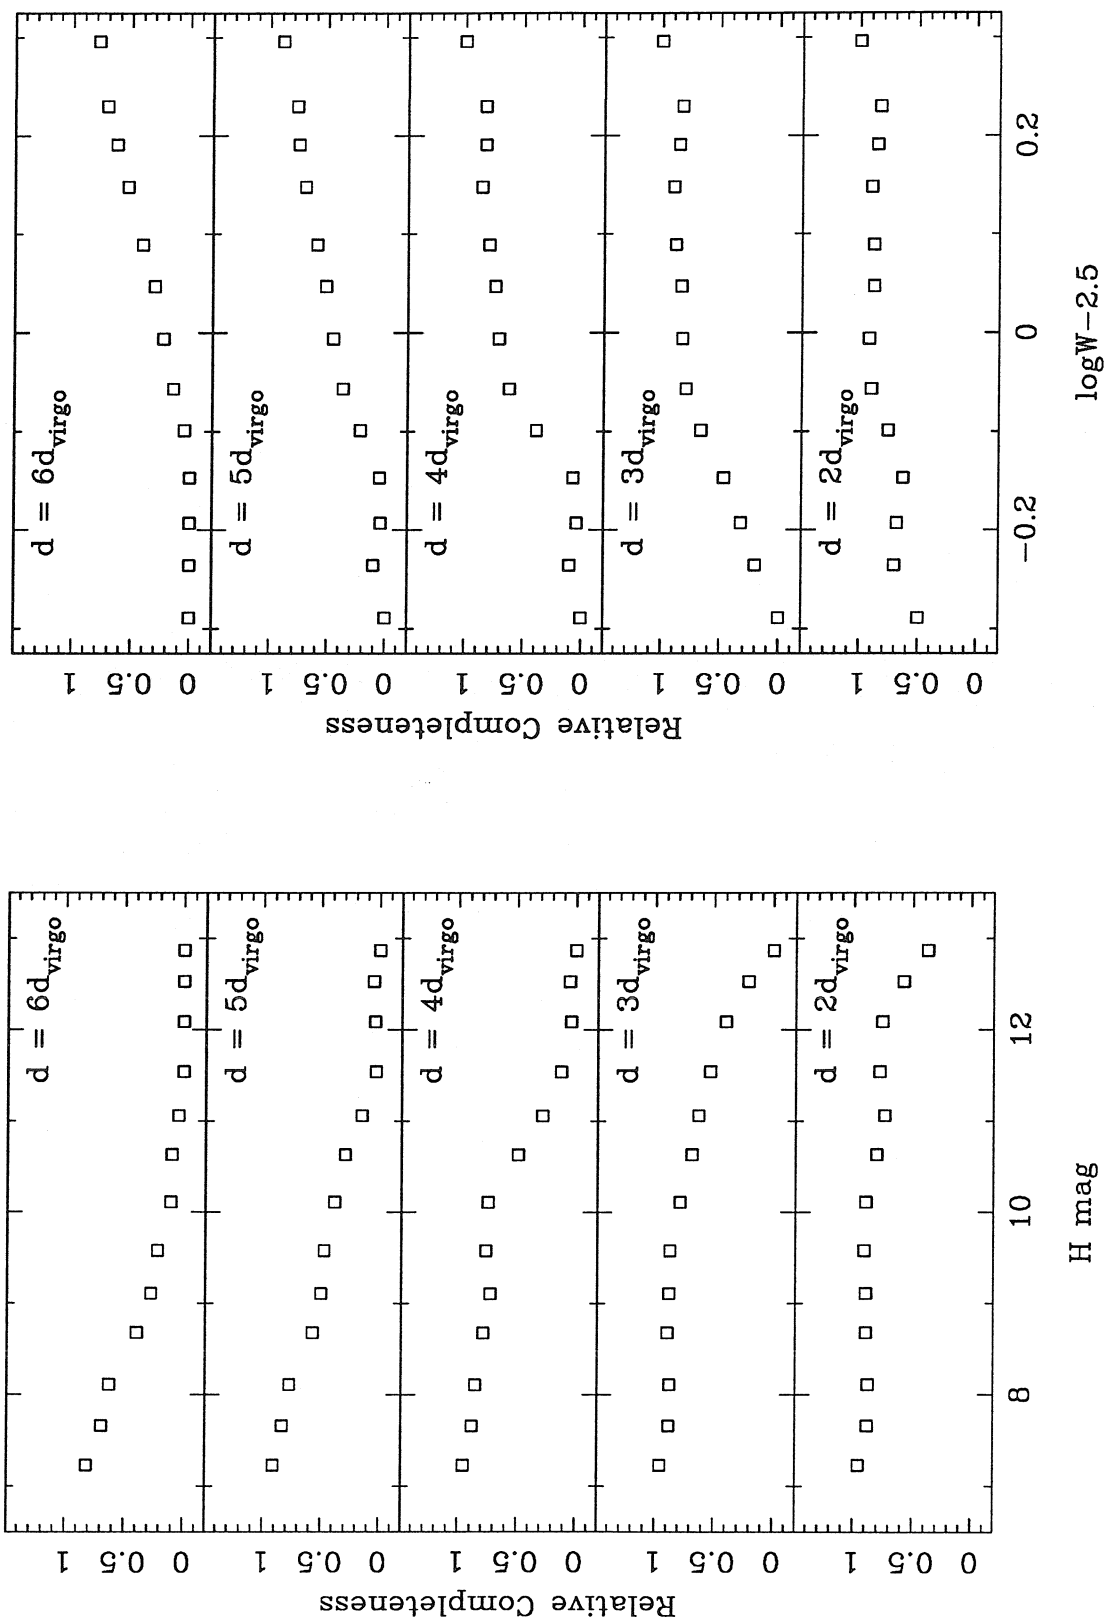 d = 6d_virgo
d = 5d_virgo
d = 4d_virgo
d = 3d_virgo
d = 2d_virgo
1 0.5 0
1 0.5 0
1 0.5 0
1 0.5 0
1 0.5 0
Relative Completeness
8 10 12
H mag
d = 6d_virgo
d = 5d_virgo
d = 4d_virgo
d = 3d_virgo
d = 2d_virgo
1 0.5 0
1 0.5 0
1 0.5 0
1 0.5 0
1 0.5 0
Relative Completeness
−0.2 0 0.2
logW−2.5